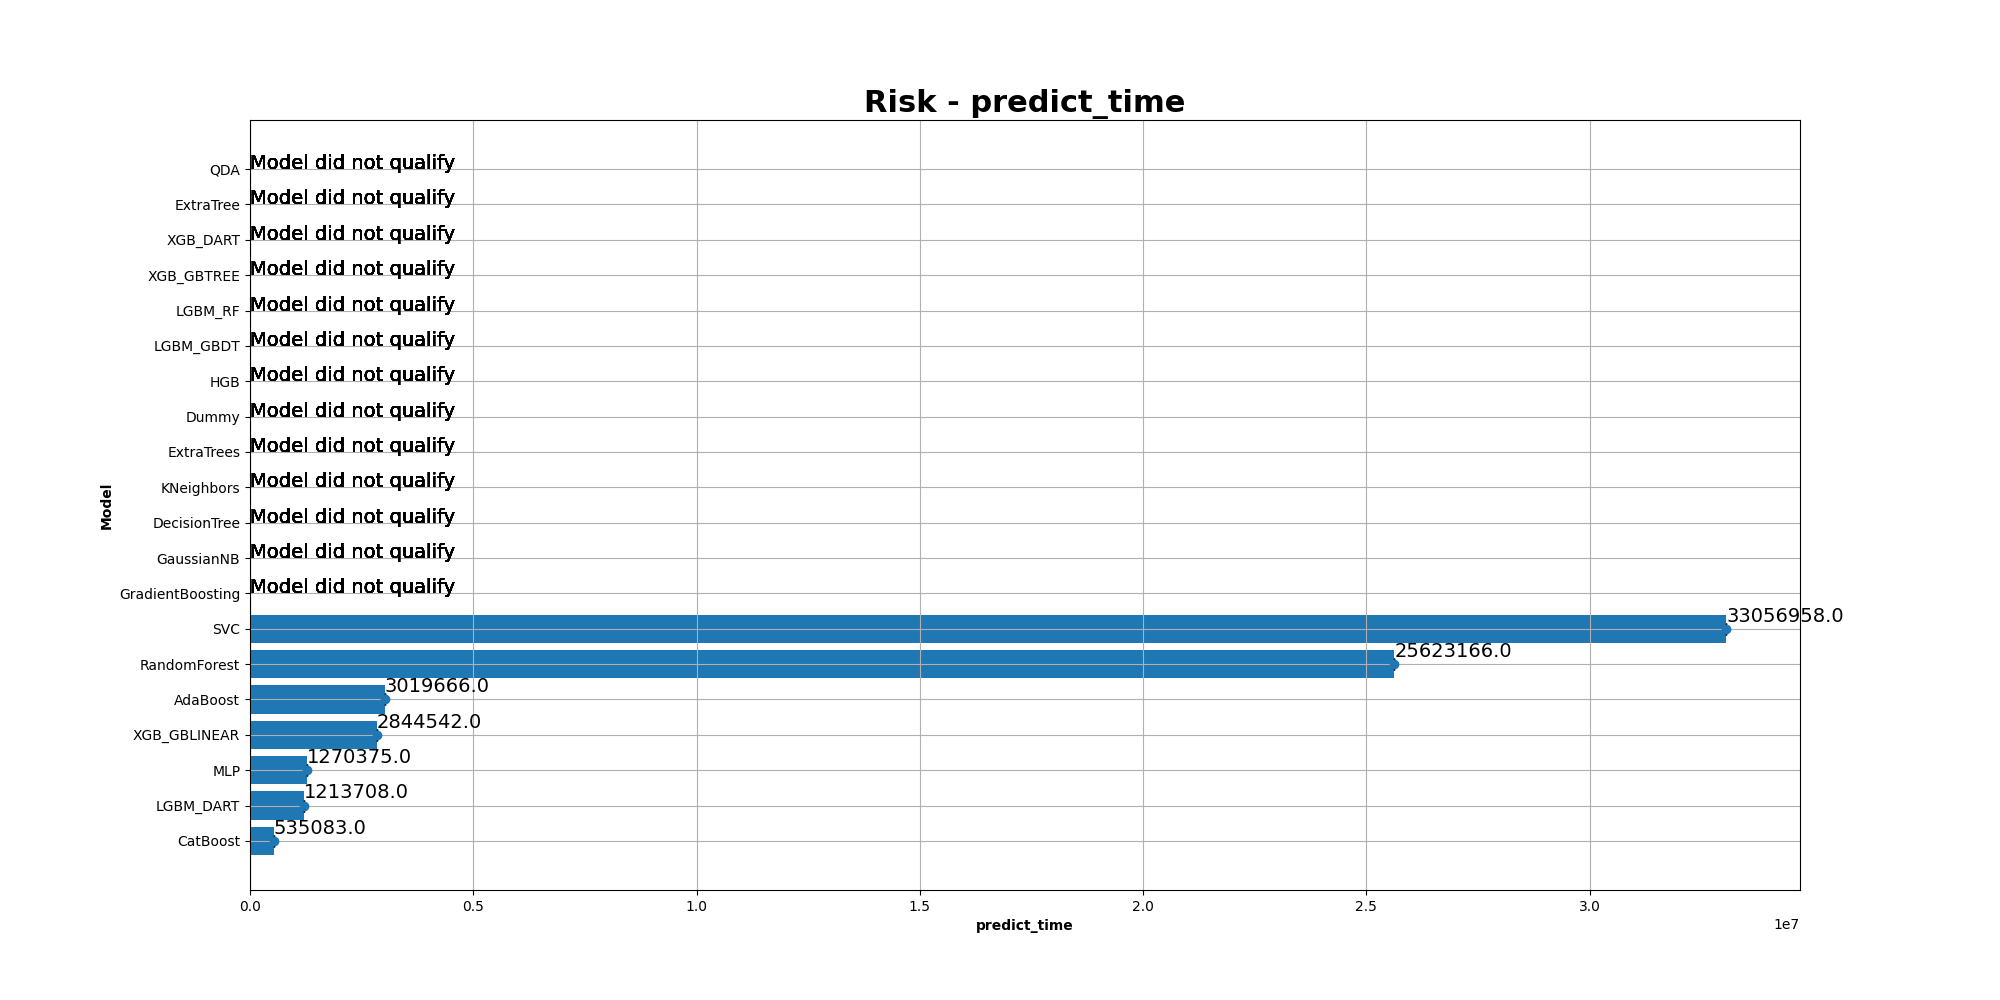 Risk - predict_time
QDA Model did not qualify
ExtraTree Model did not qualify
XGB_DART Model did not qualify
XGB_GBTREE Model did not qualify
LGBM_RF Model did not qualify
LGBM_GBDT Model did not qualify
HGB Model did not qualify
Dummy Model did not qualify
ExtraTrees Model did not qualify
KNeighbors Model did not qualify
DecisionTree Model did not qualify
GaussianNB Model did not qualify
GradientBoosting Model did not qualify
SVC 33056958.0
RandomForest 25623166.0
AdaBoost 3019666.0
XGB_GBLINEAR 2844542.0
MLP 1270375.0
LGBM_DART 1213708.0
CatBoost 535083.0
Model
0.0 0.5 1.0 1.5 2.0 2.5 3.0
1e7
predict_time